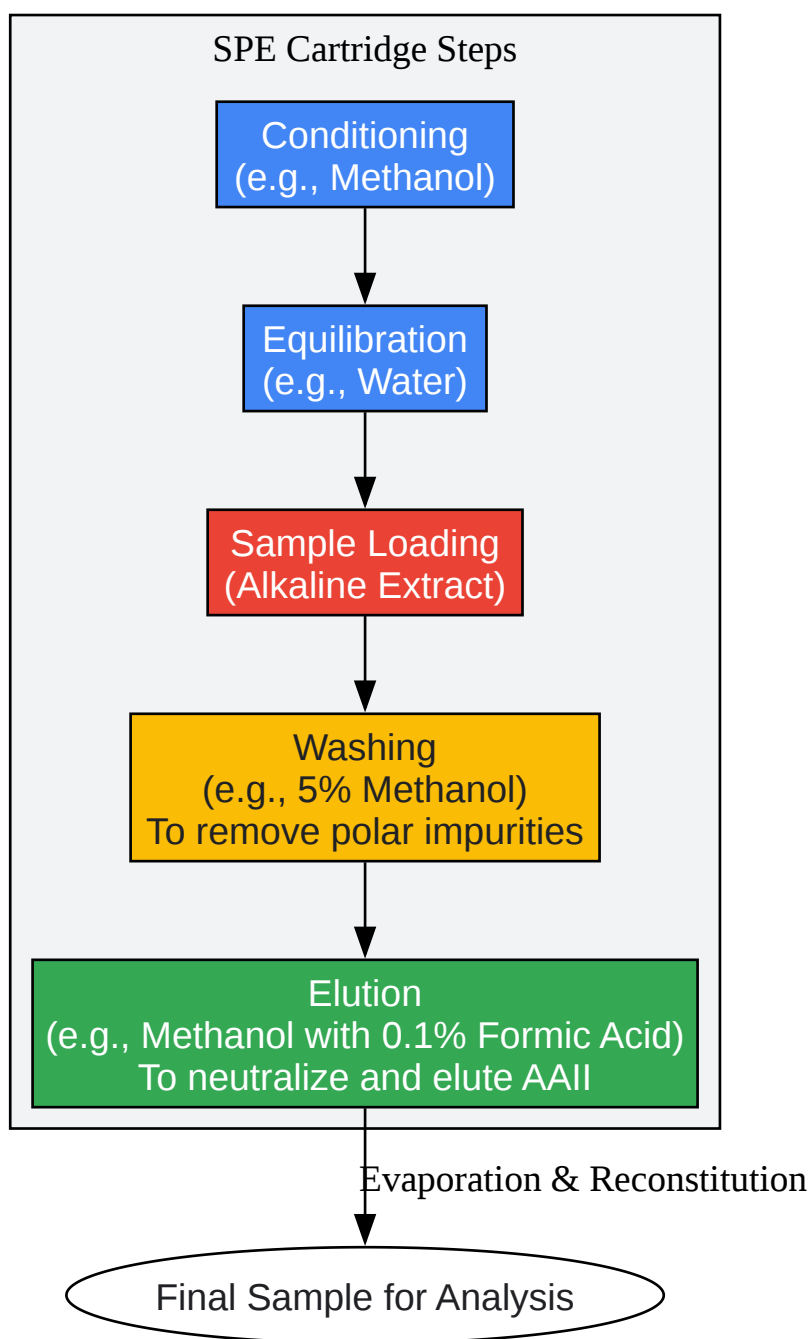 SPE Cartridge Steps
Conditioning
(e.g., Methanol)
Equilibration
(e.g., Water)
Sample Loading
(Alkaline Extract)
Washing
(e.g., 5% Methanol)
To remove polar impurities
Elution
(e.g., Methanol with 0.1% Formic Acid)
To neutralize and elute AAII
Evaporation & Reconstitution
Final Sample for Analysis